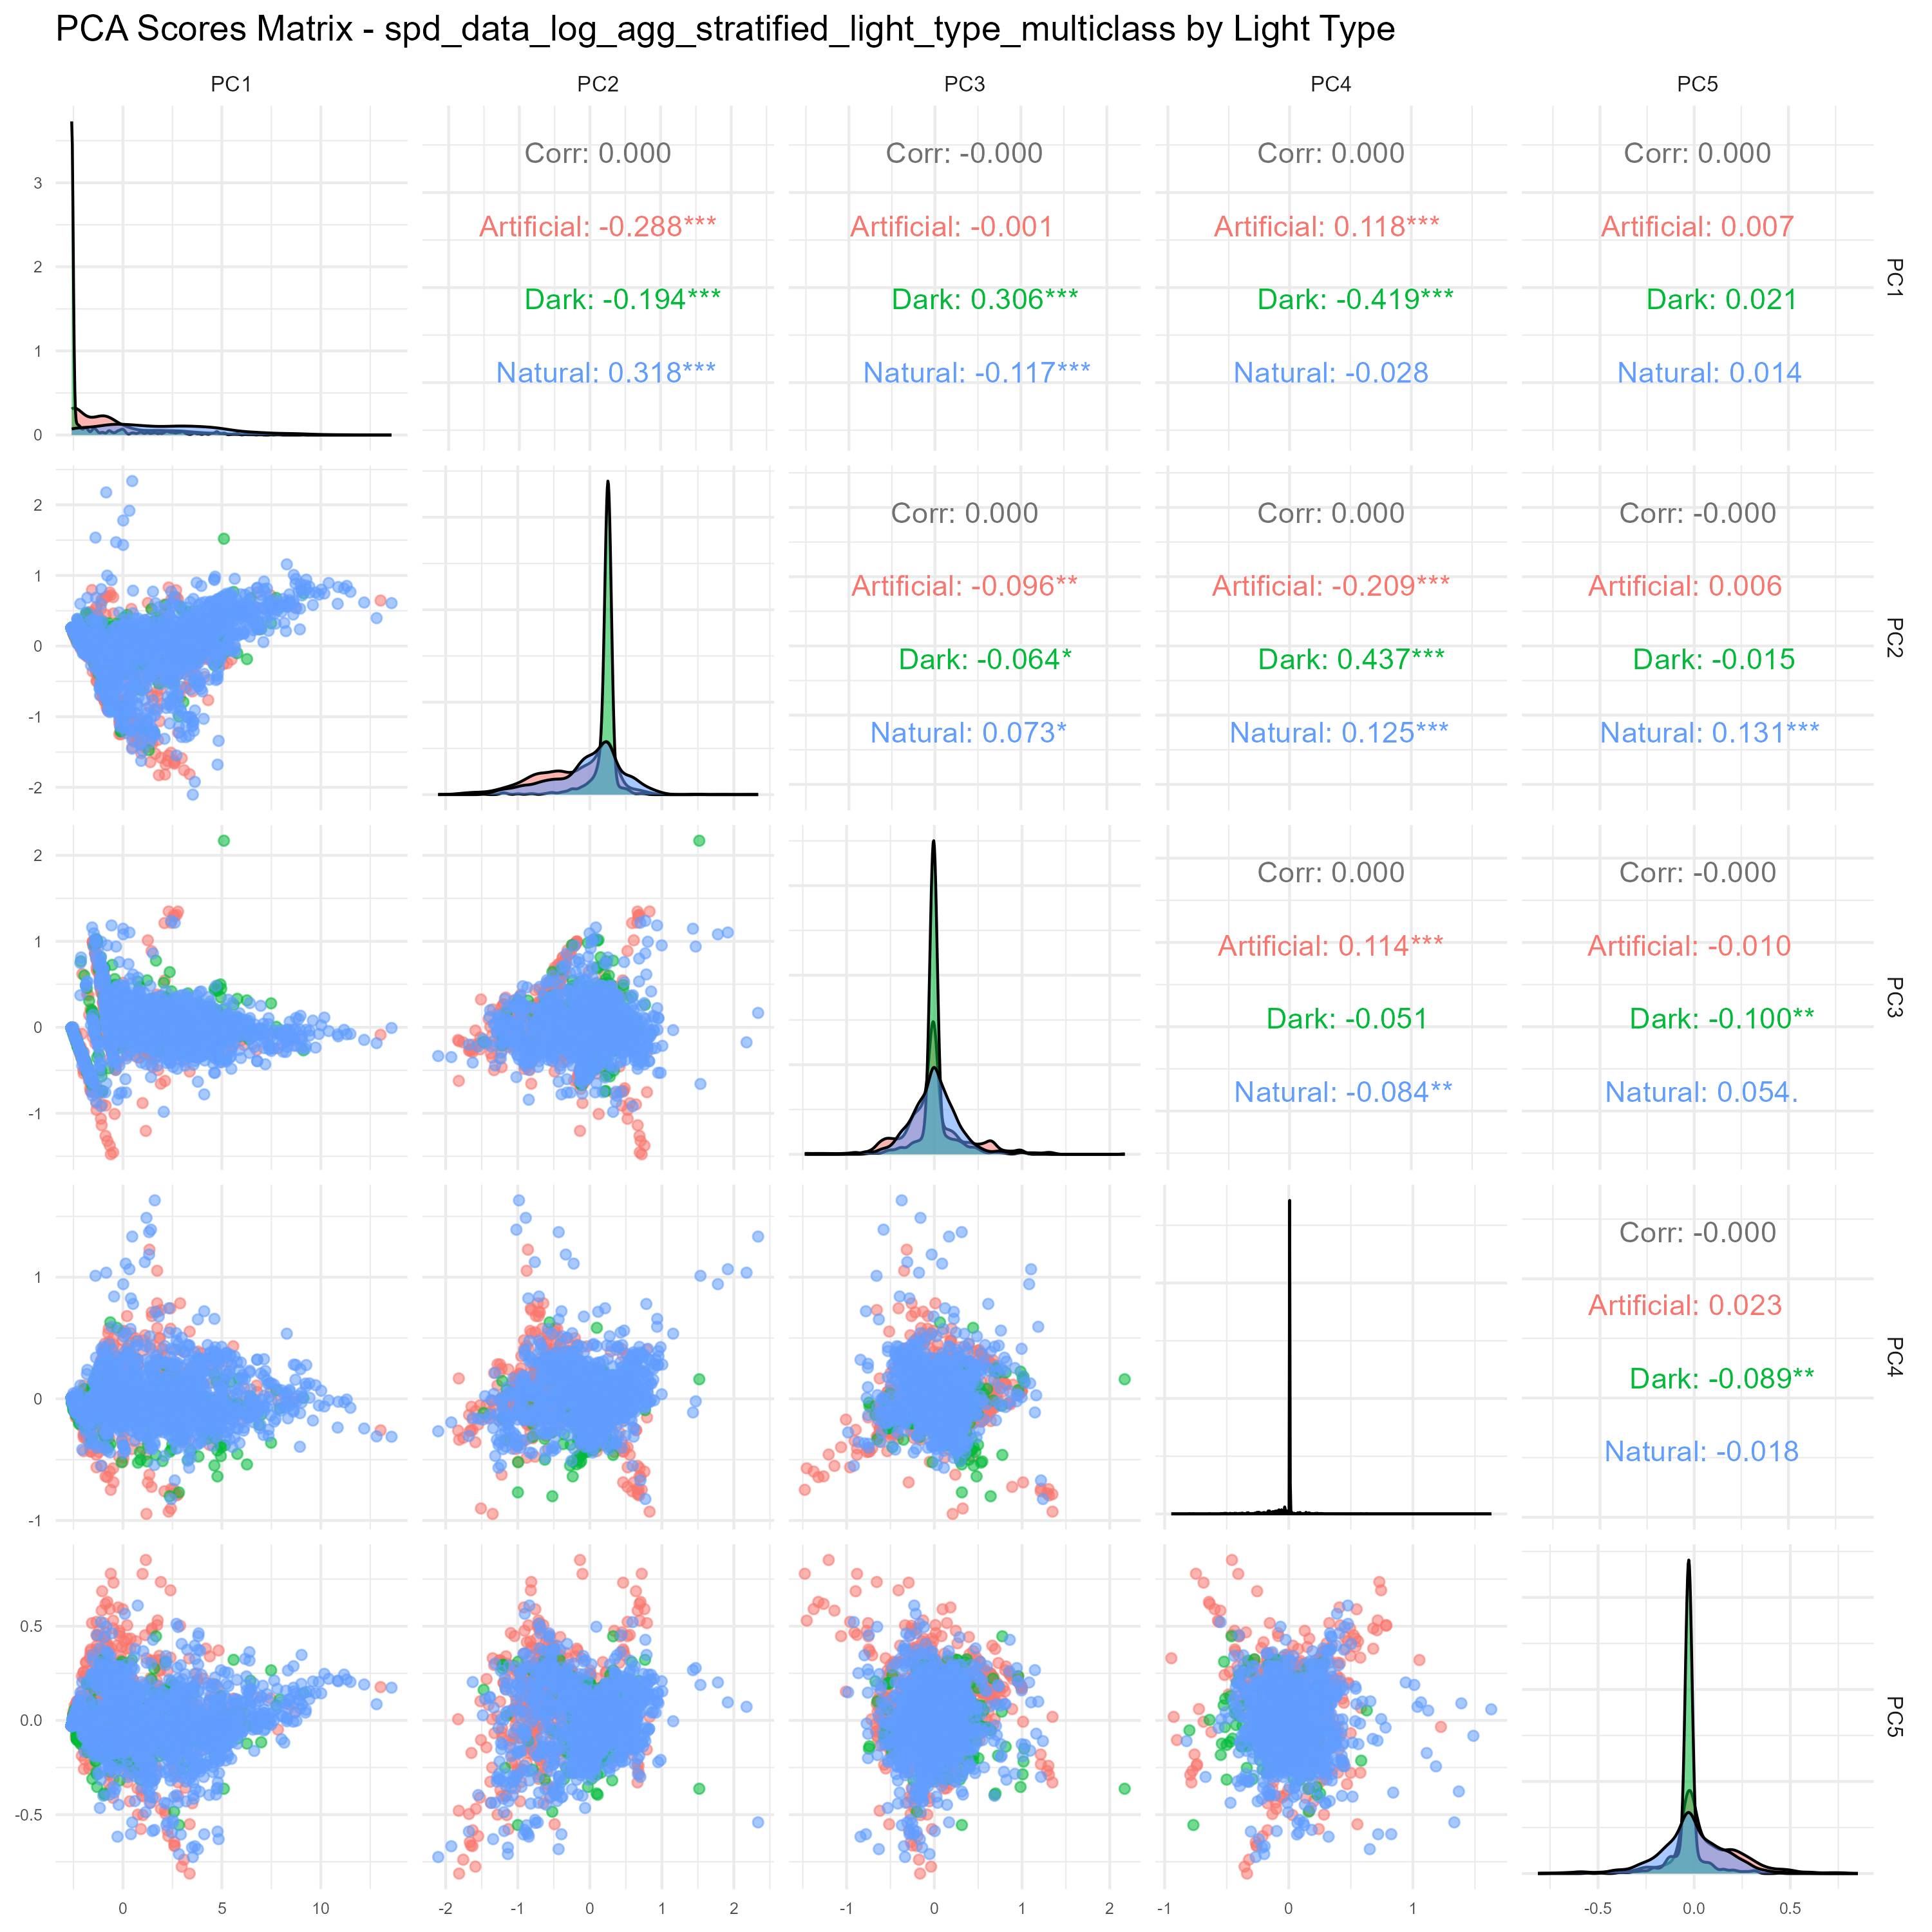 PCA Scores Matrix - spd_data_log_agg_stratified_light_type_multiclass by Light Type
PC1 PC2 PC3 PC4 PC5
Corr: 0.000 Corr: -0.000 Corr: 0.000 Corr: 0.000
Artificial: -0.288*** Artificial: -0.001 Artificial: 0.118*** Artificial: 0.007
Dark: -0.194*** Dark: 0.306*** Dark: -0.419*** Dark: 0.021
Natural: 0.318*** Natural: -0.117*** Natural: -0.028 Natural: 0.014
3
2
1
0
PC1
Corr: 0.000 Corr: 0.000 Corr: -0.000
Artificial: -0.096** Artificial: -0.209*** Artificial: 0.006
Dark: -0.064* Dark: 0.437*** Dark: -0.015
Natural: 0.073* Natural: 0.125*** Natural: 0.131***
2
1
0
-1
-2
PC2
Corr: 0.000 Corr: -0.000
Artificial: 0.114*** Artificial: -0.010
Dark: -0.051 Dark: -0.100**
Natural: -0.084** Natural: 0.054.
2
1
0
-1
PC3
Corr: -0.000
Artificial: 0.023
Dark: -0.089**
Natural: -0.018
1
0
-1
PC4
0.5
0.0
-0.5
PC5
0 5 10 -2 -1 0 1 2 -1 0 1 2 -1 0 1 -0.5 0.0 0.5